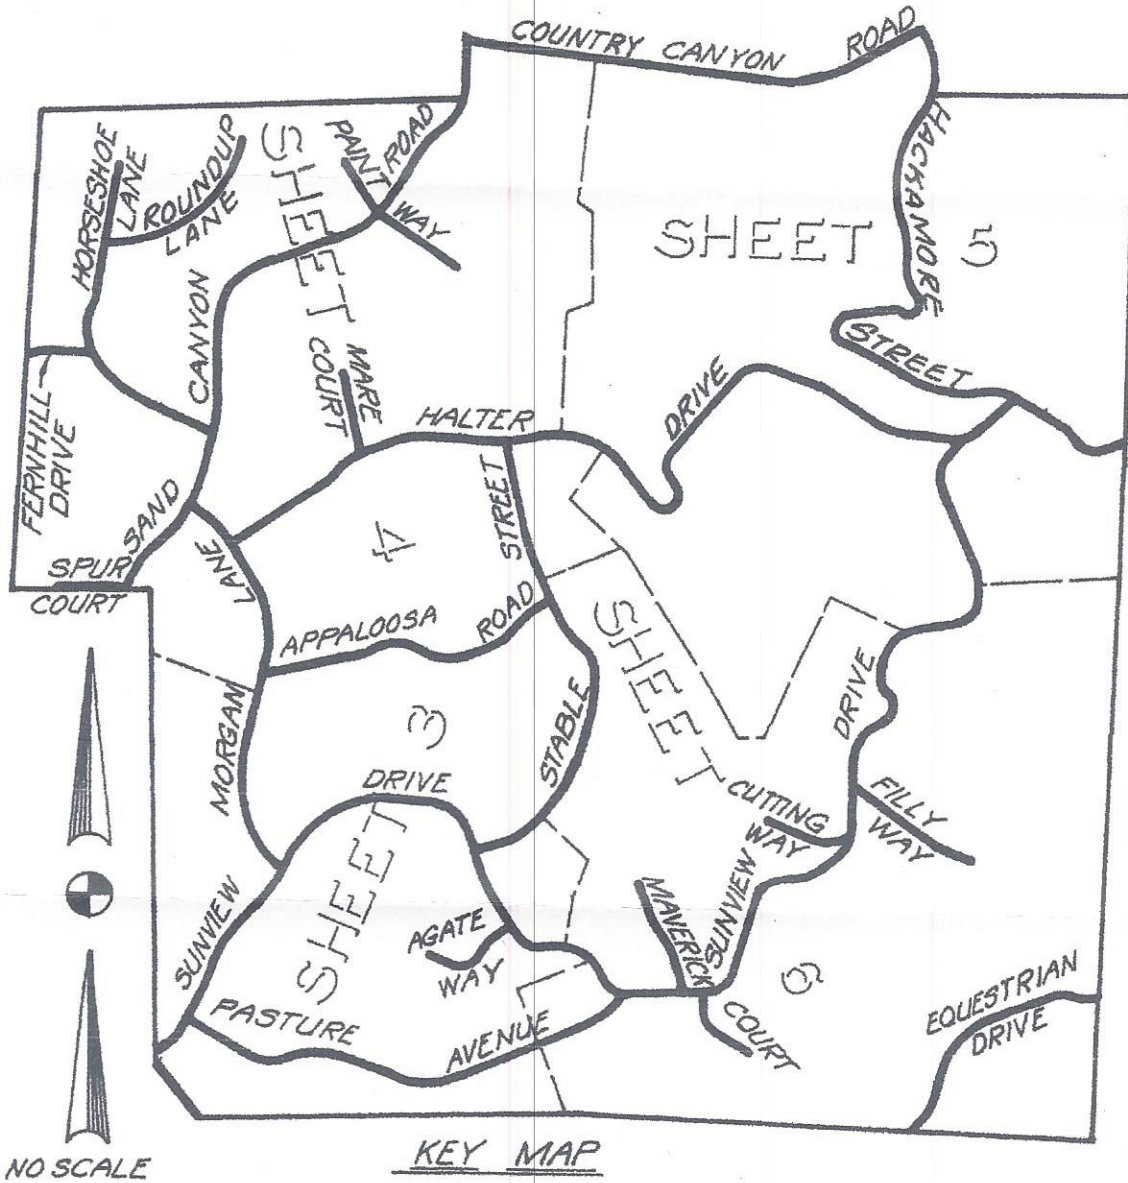 COUNTRY CANYON ROAD
HACKAMORE STREET
HORSESHOE LANE
ROUNDUP LANE
PAINT WAY
SAND CANYON ROAD
SHEET 4
SHEET 5
MARE COURT
HALTER DRIVE
FERNHILL DRIVE
SPUR COURT
MORGAN LANE
APPALOOSA ROAD
STABLE STREET
SHEET 3
SHEET 6
SUNVIEW DRIVE
SUNVIEW DRIVE
CUTTING WAY
FILLY WAY
MAVERICK COURT
AGATE WAY
PASTURE AVENUE
EQUESTRIAN DRIVE
NO SCALE
KEY MAP